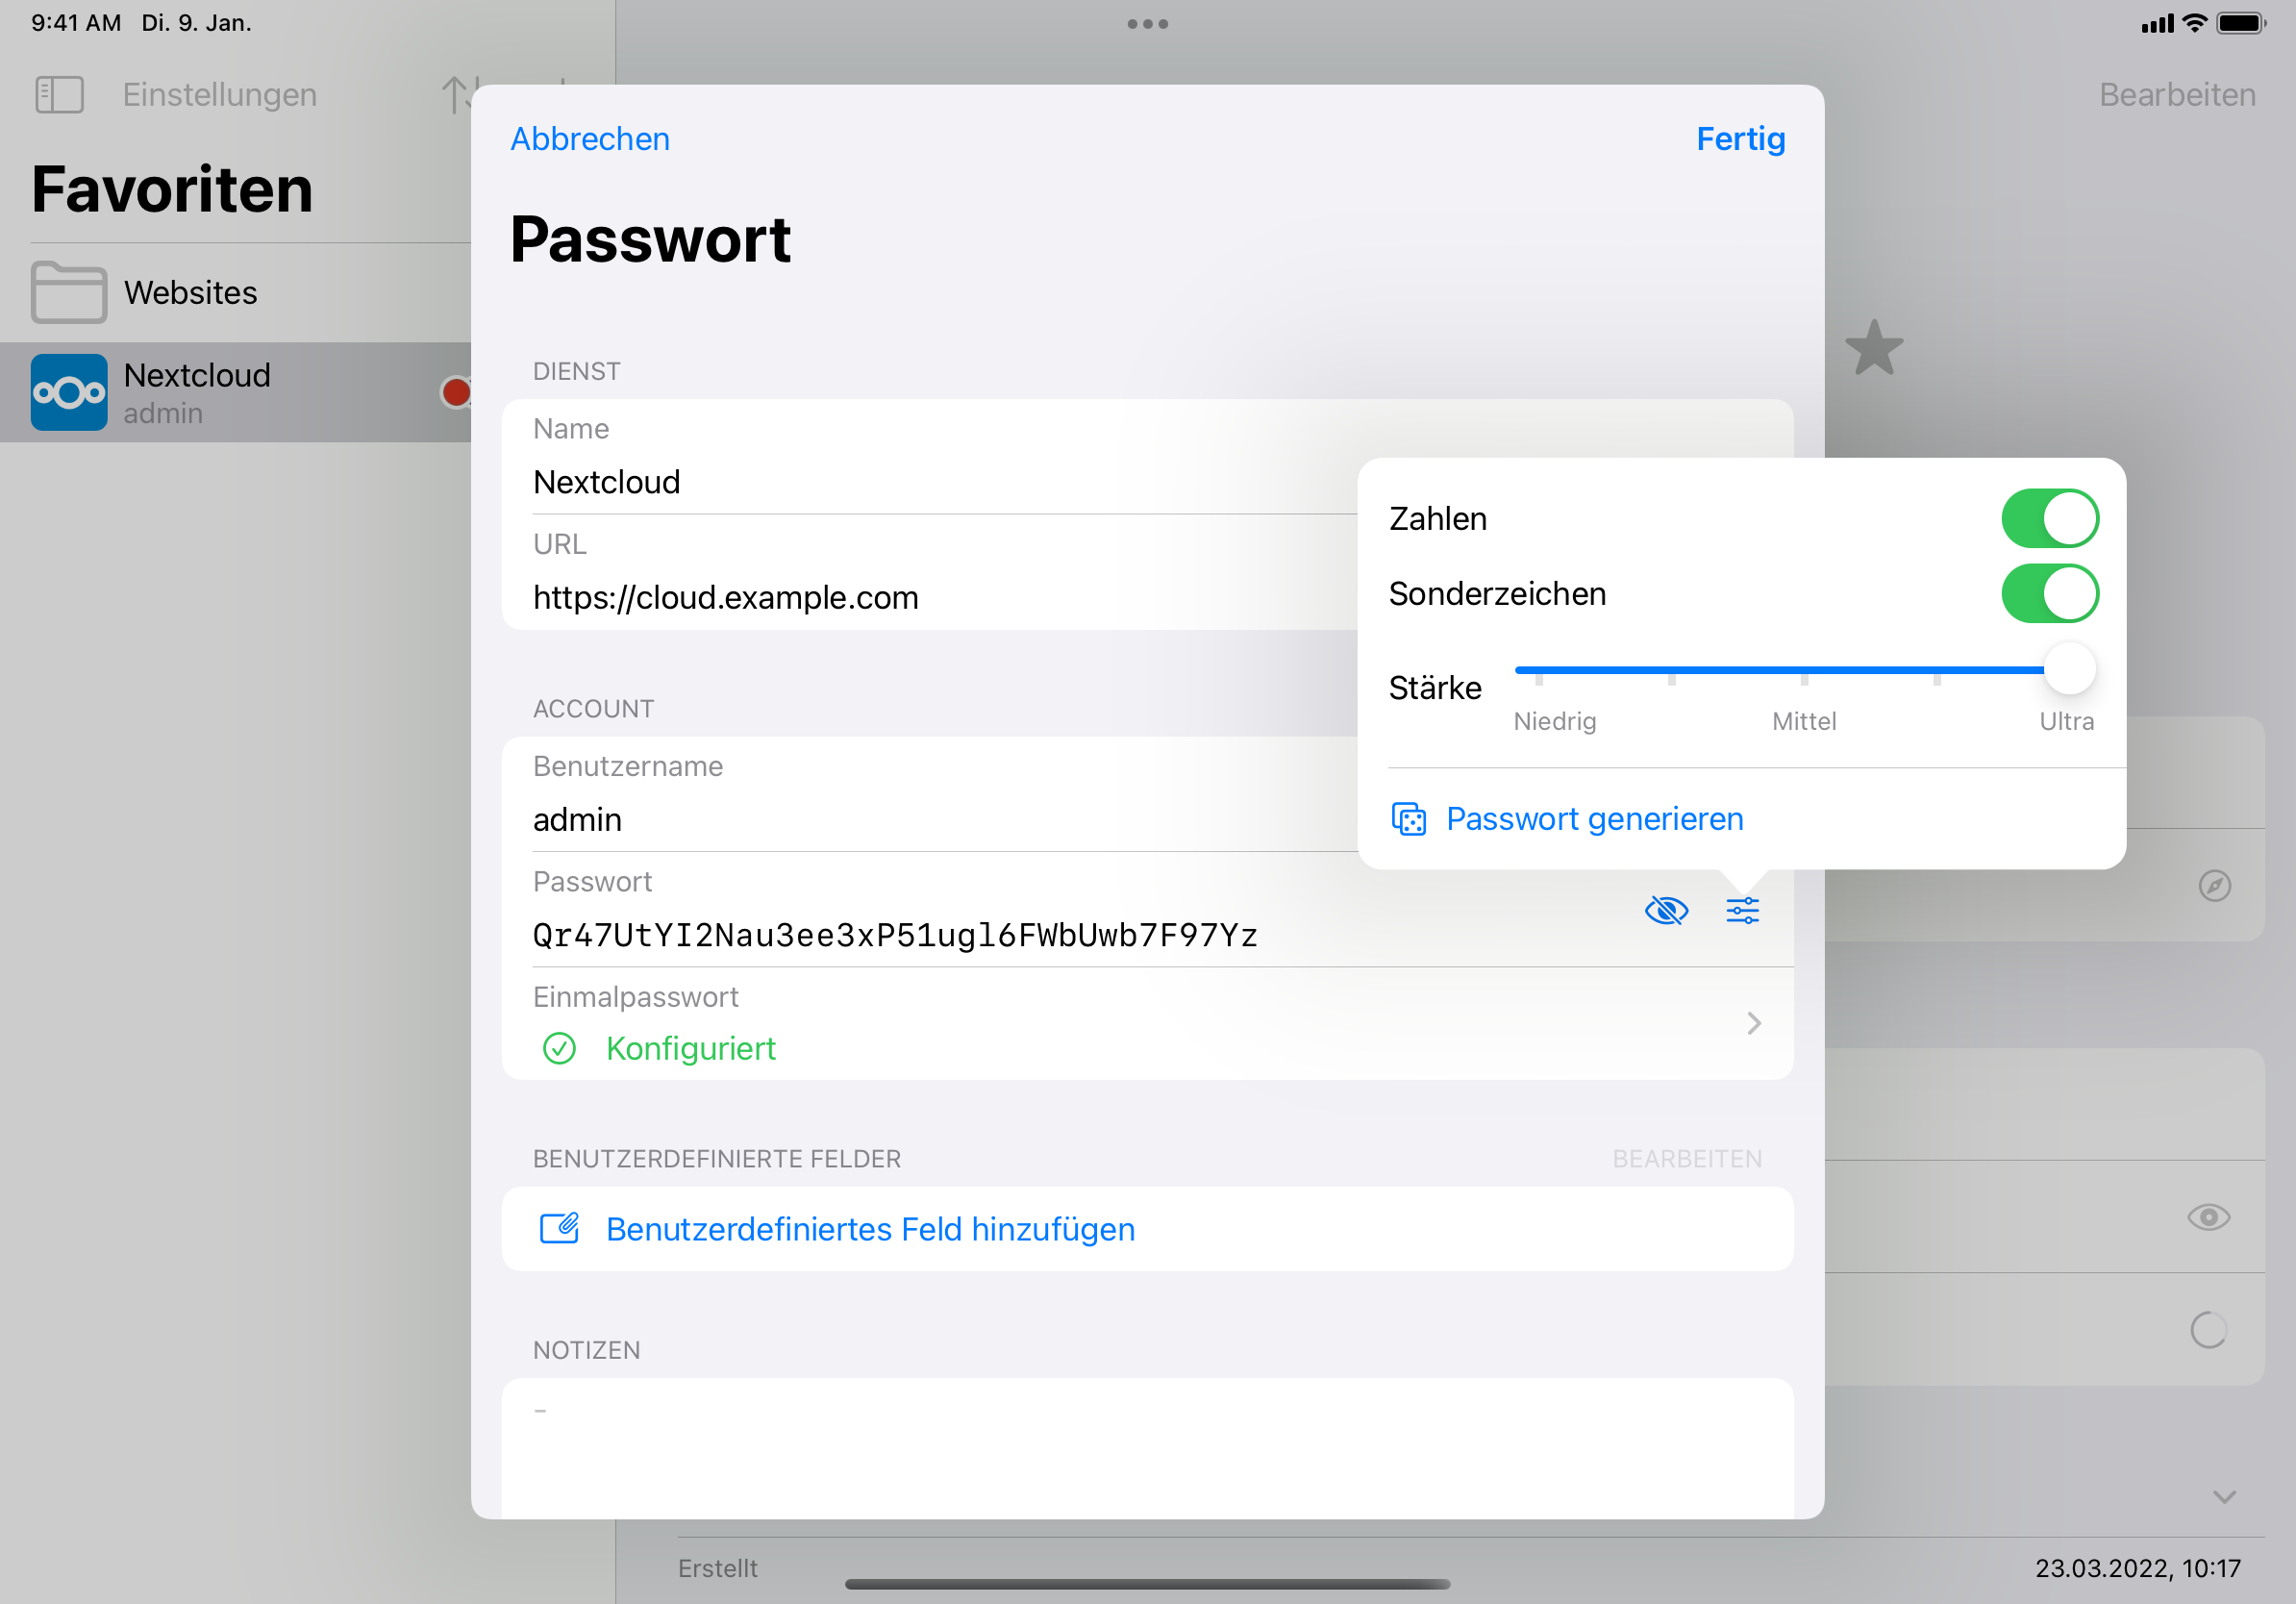 9:41 AM Di. 9. Jan.
Einstellungen
Bearbeiten
Favoriten
Websites
Nextcloud
admin
Abbrechen
Fertig
Passwort
DIENST
Name
Nextcloud
URL
https://cloud.example.com
Zahlen
Sonderzeichen
Stärke
Niedrig Mittel Ultra
Passwort generieren
ACCOUNT
Benutzername
admin
Passwort
Qr47UtYI2Nau3ee3xP51ugl6FWbUwb7F97Yz
Einmalpasswort
Konfiguriert
BENUTZERDEFINIERTE FELDER BEARBEITEN
Benutzerdefiniertes Feld hinzufügen
NOTIZEN
-
Erstellt 23.03.2022, 10:17